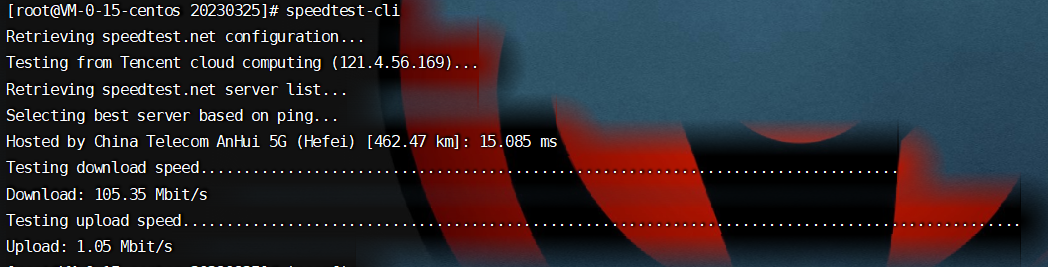 [root@VM-0-15-centos 20230325]# speedtest-cli
Retrieving speedtest.net configuration...
Testing from Tencent cloud computing (121.4.56.169)...
Retrieving speedtest.net server list...
Selecting best server based on ping...
Hosted by China Telecom AnHui 5G (Hefei) [462.47 km]: 15.085 ms
Testing download speed................................................................................
Download: 105.35 Mbit/s
Testing upload speed................................................................................................
Upload: 1.05 Mbit/s